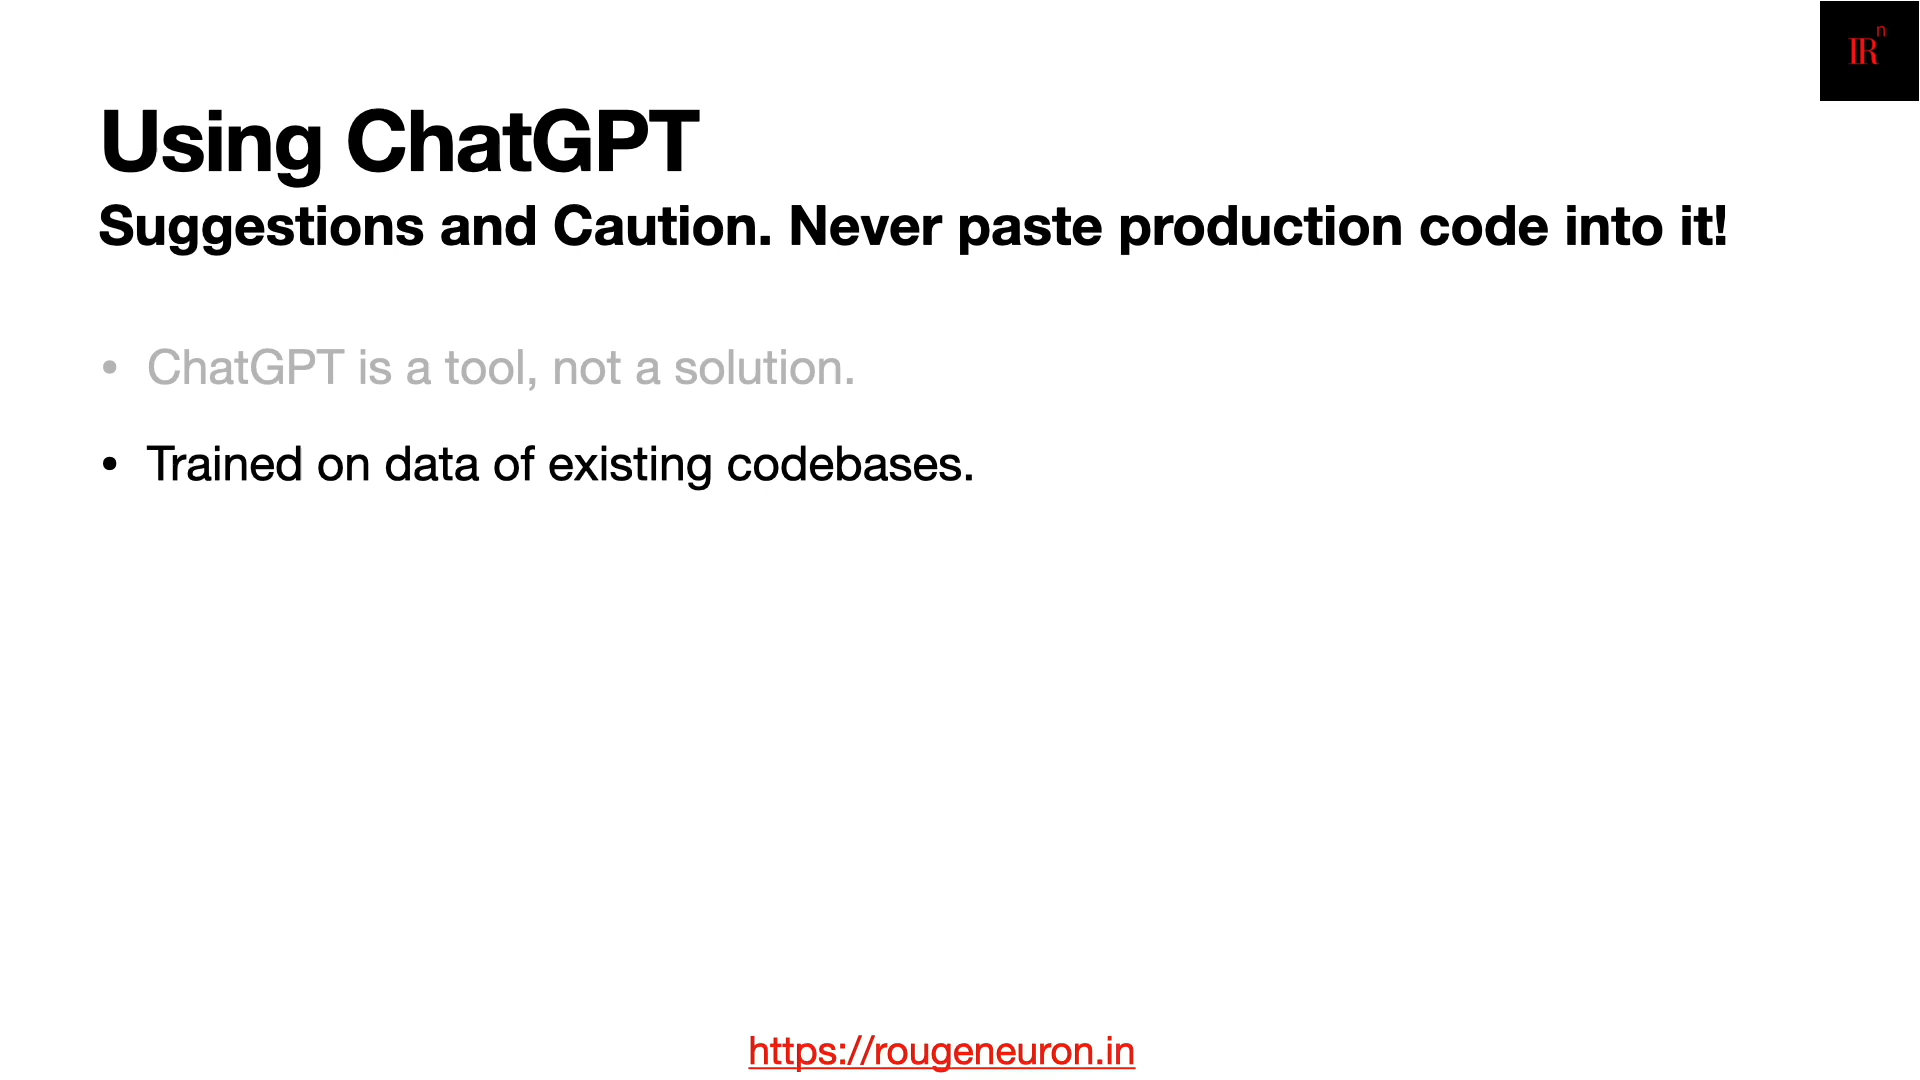 IRⁿ
Using ChatGPT
Suggestions and Caution. Never paste production code into it!
• ChatGPT is a tool, not a solution.
• Trained on data of existing codebases.
https://rougeneuron.in